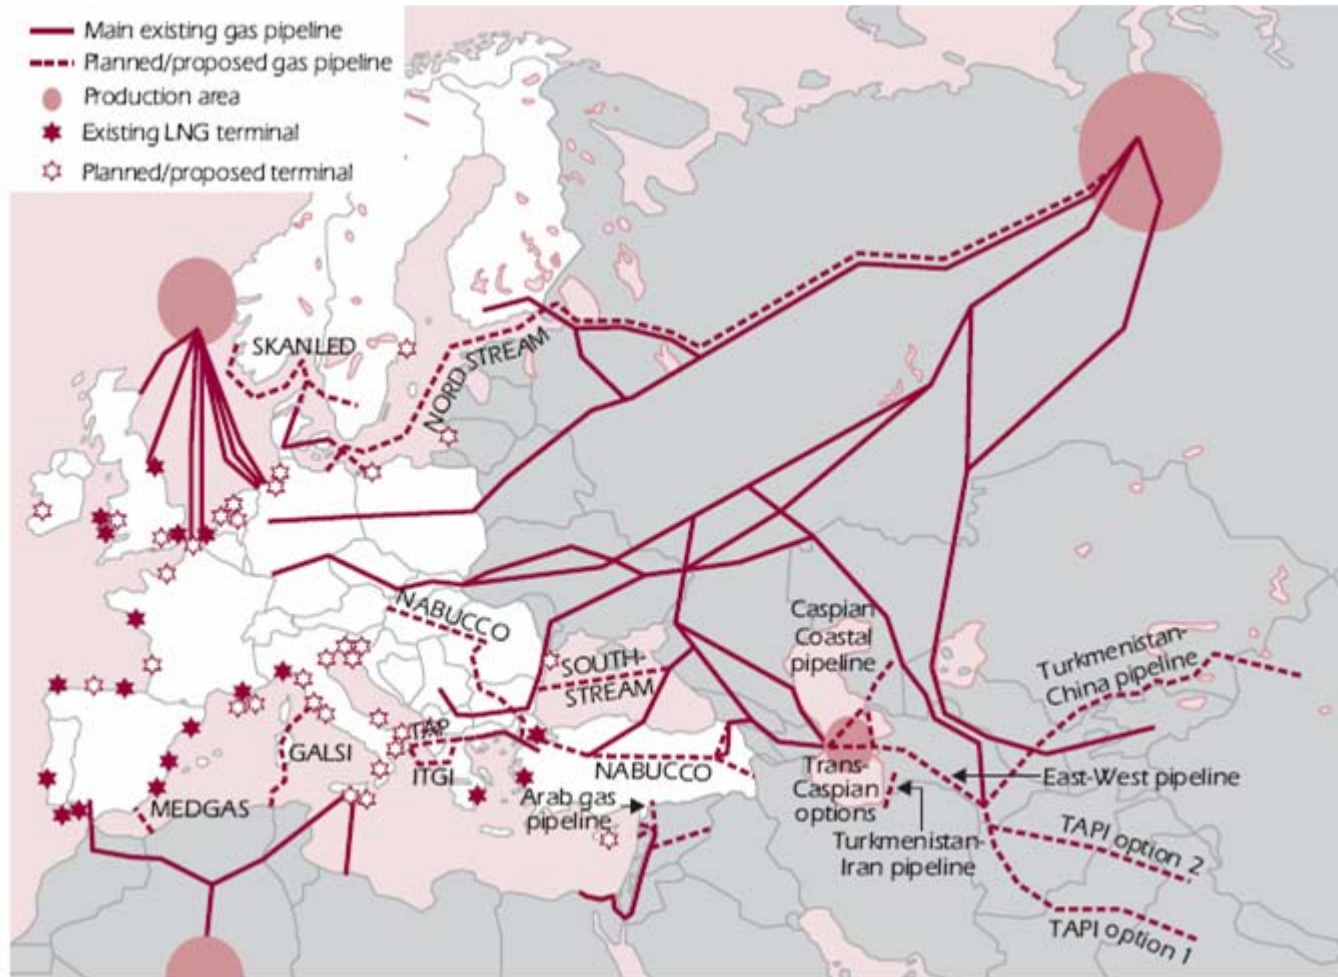 Main existing gas pipeline
Planned/proposed gas pipeline
Production area
Existing LNG terminal
Planned/proposed terminal
SKANLED
NORD STREAM
NABUCCO
SOUTH-
STREAM
Caspian
Coastal
pipeline
Turkmenistan-
China pipeline
TAP
ITGI
GALSI
MEDGAS
NABUCCO
Arab gas
pipeline
Trans-
Caspian
options
East-West pipeline
Turkmenistan-
Iran pipeline
TAPI option 2
TAPI option 1